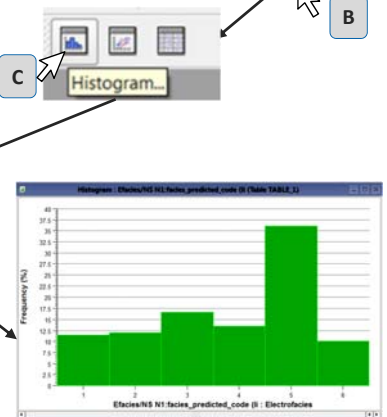 B
C
Histogram...
Histogram : Efacies/NS N1:facies_predicted_code (li (Table TABLE_1)
Frequency (%)
40
37.5
35
32.5
30
27.5
25
22.5
20
17.5
15
12.5
10
7.5
5
2.5
0
1 2 3 4 5 6
Efacies/NS N1:facies_predicted_code (li : Electrofacies